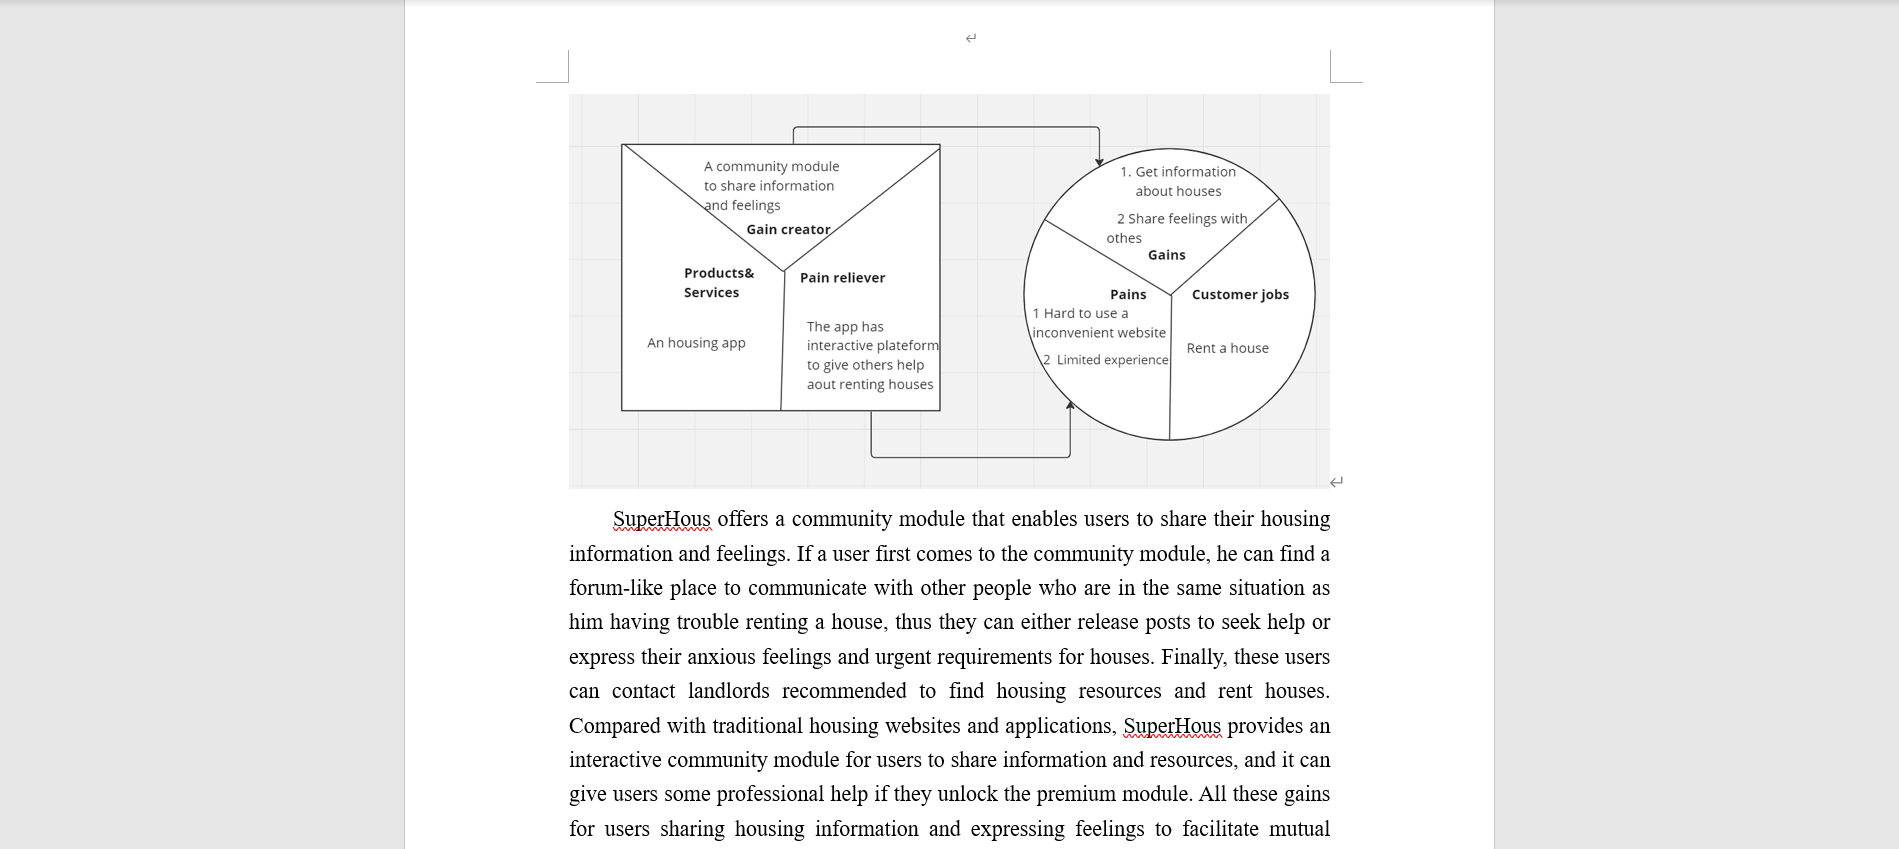 A community module
to share information
and feelings
Gain creator
Products&
Services
An housing app
Pain reliever
The app has
interactive plateform
to give others help
aout renting houses
1. Get information
about houses
2 Share feelings with
othes
Gains
Pains
1 Hard to use a
inconvenient website
2 Limited experience
Customer jobs
Rent a house
SuperHous offers a community module that enables users to share their housing
information and feelings. If a user first comes to the community module, he can find a
forum-like place to communicate with other people who are in the same situation as
him having trouble renting a house, thus they can either release posts to seek help or
express their anxious feelings and urgent requirements for houses. Finally, these users
can contact landlords recommended to find housing resources and rent houses.
Compared with traditional housing websites and applications, SuperHous provides an
interactive community module for users to share information and resources, and it can
give users some professional help if they unlock the premium module. All these gains
for users sharing housing information and expressing feelings to facilitate mutual